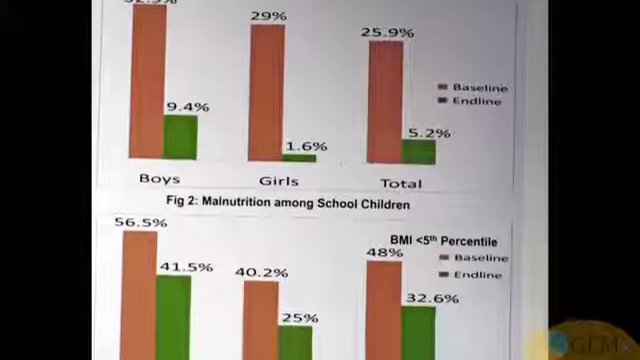 29%
25.9%
9.4%
1.6%
5.2%
Baseline
Endline
Boys
Girls
Total
Fig 2: Malnutrition among School Children
BMI <5th Percentile
56.5%
41.5%
40.2%
25%
48%
32.6%
Baseline
Endline